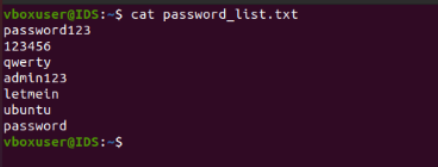 vboxuser@IDS:~$ cat password_list.txt
password123
123456
qwerty
admin123
letmein
ubuntu
password
vboxuser@IDS:~$